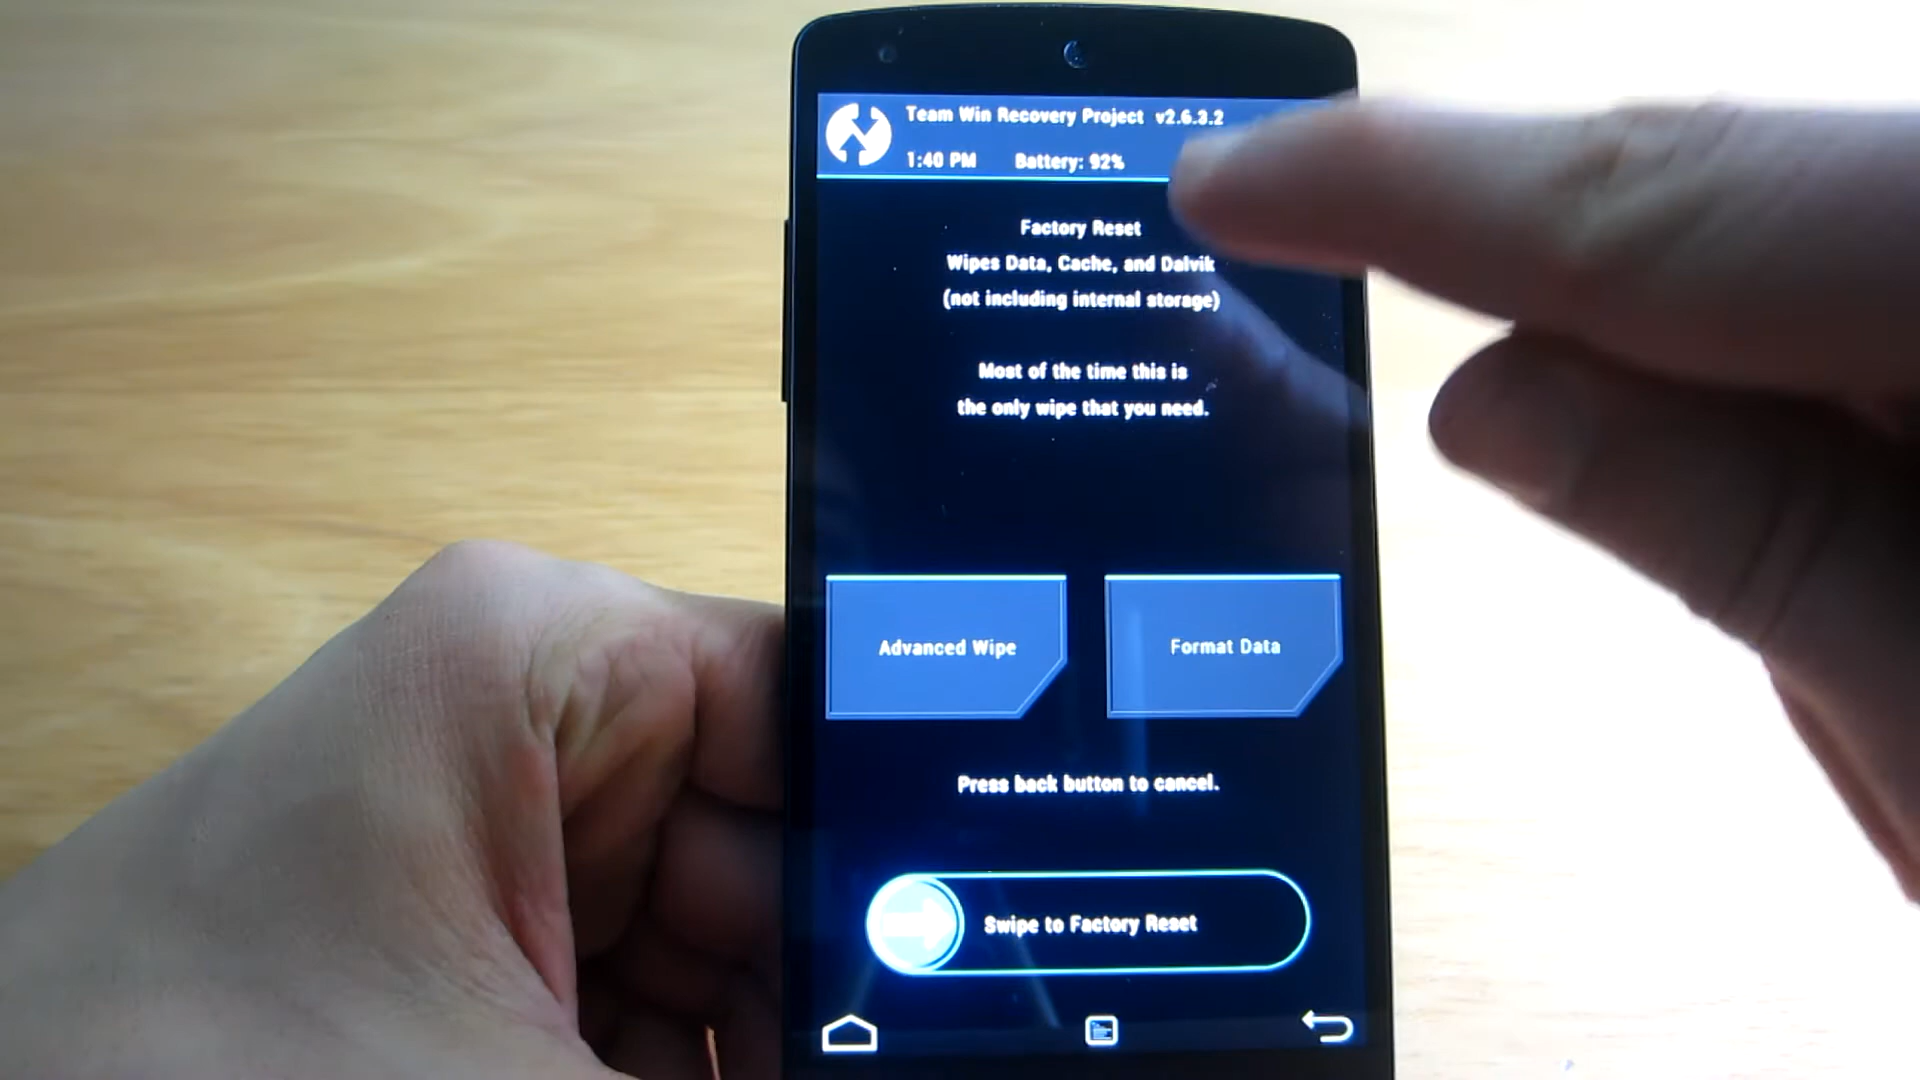 Team Win Recovery Project v2.6.3.2
1:40 PM Battery: 92%
Factory Reset
Wipes Data, Cache, and Dalvik
(not including internal storage)
Most of the time this is
the only wipe that you need.
Advanced Wipe
Format Data
Press back button to cancel.
Swipe to Factory Reset